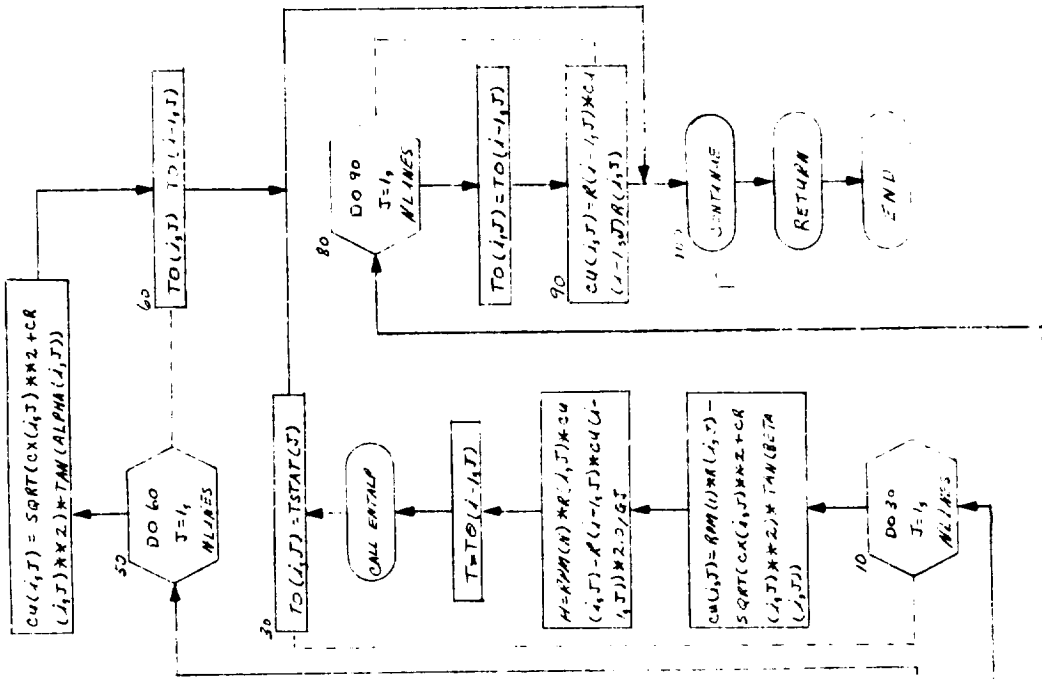 CU(i,J) = SQRT(CX(i,J)**2+CR
(i,J)**2)*TAN(ALPHA(i,J))
50
DO 60
J=1,
NLINES
60
TO(i,J) TO(i-1,J)
10
DO 30
J=1,
NLINES
CU(i,J)=RPM(1)*R(i,J)-
SQRT(CX(i,J)**2+CR
(i,J)**2)*TAN(BETA
(i,J))
H=RPM(N)*R(i,J)*CU
(i,J)-R(i-1,J)*CU(i-
1,J))*2.0/GJ
T=TO(i-1,J)
CALL ENTALP
30
TO(i,J)=TSTAT(J)
80
DO 90
J=1,
NLINES
TO(i,J)=TO(i-1,J)
90
CU(i,J)=R(i-1,J)*CU
(i-1,J)R(i,J)
100
CONTINUE
RETURN
END